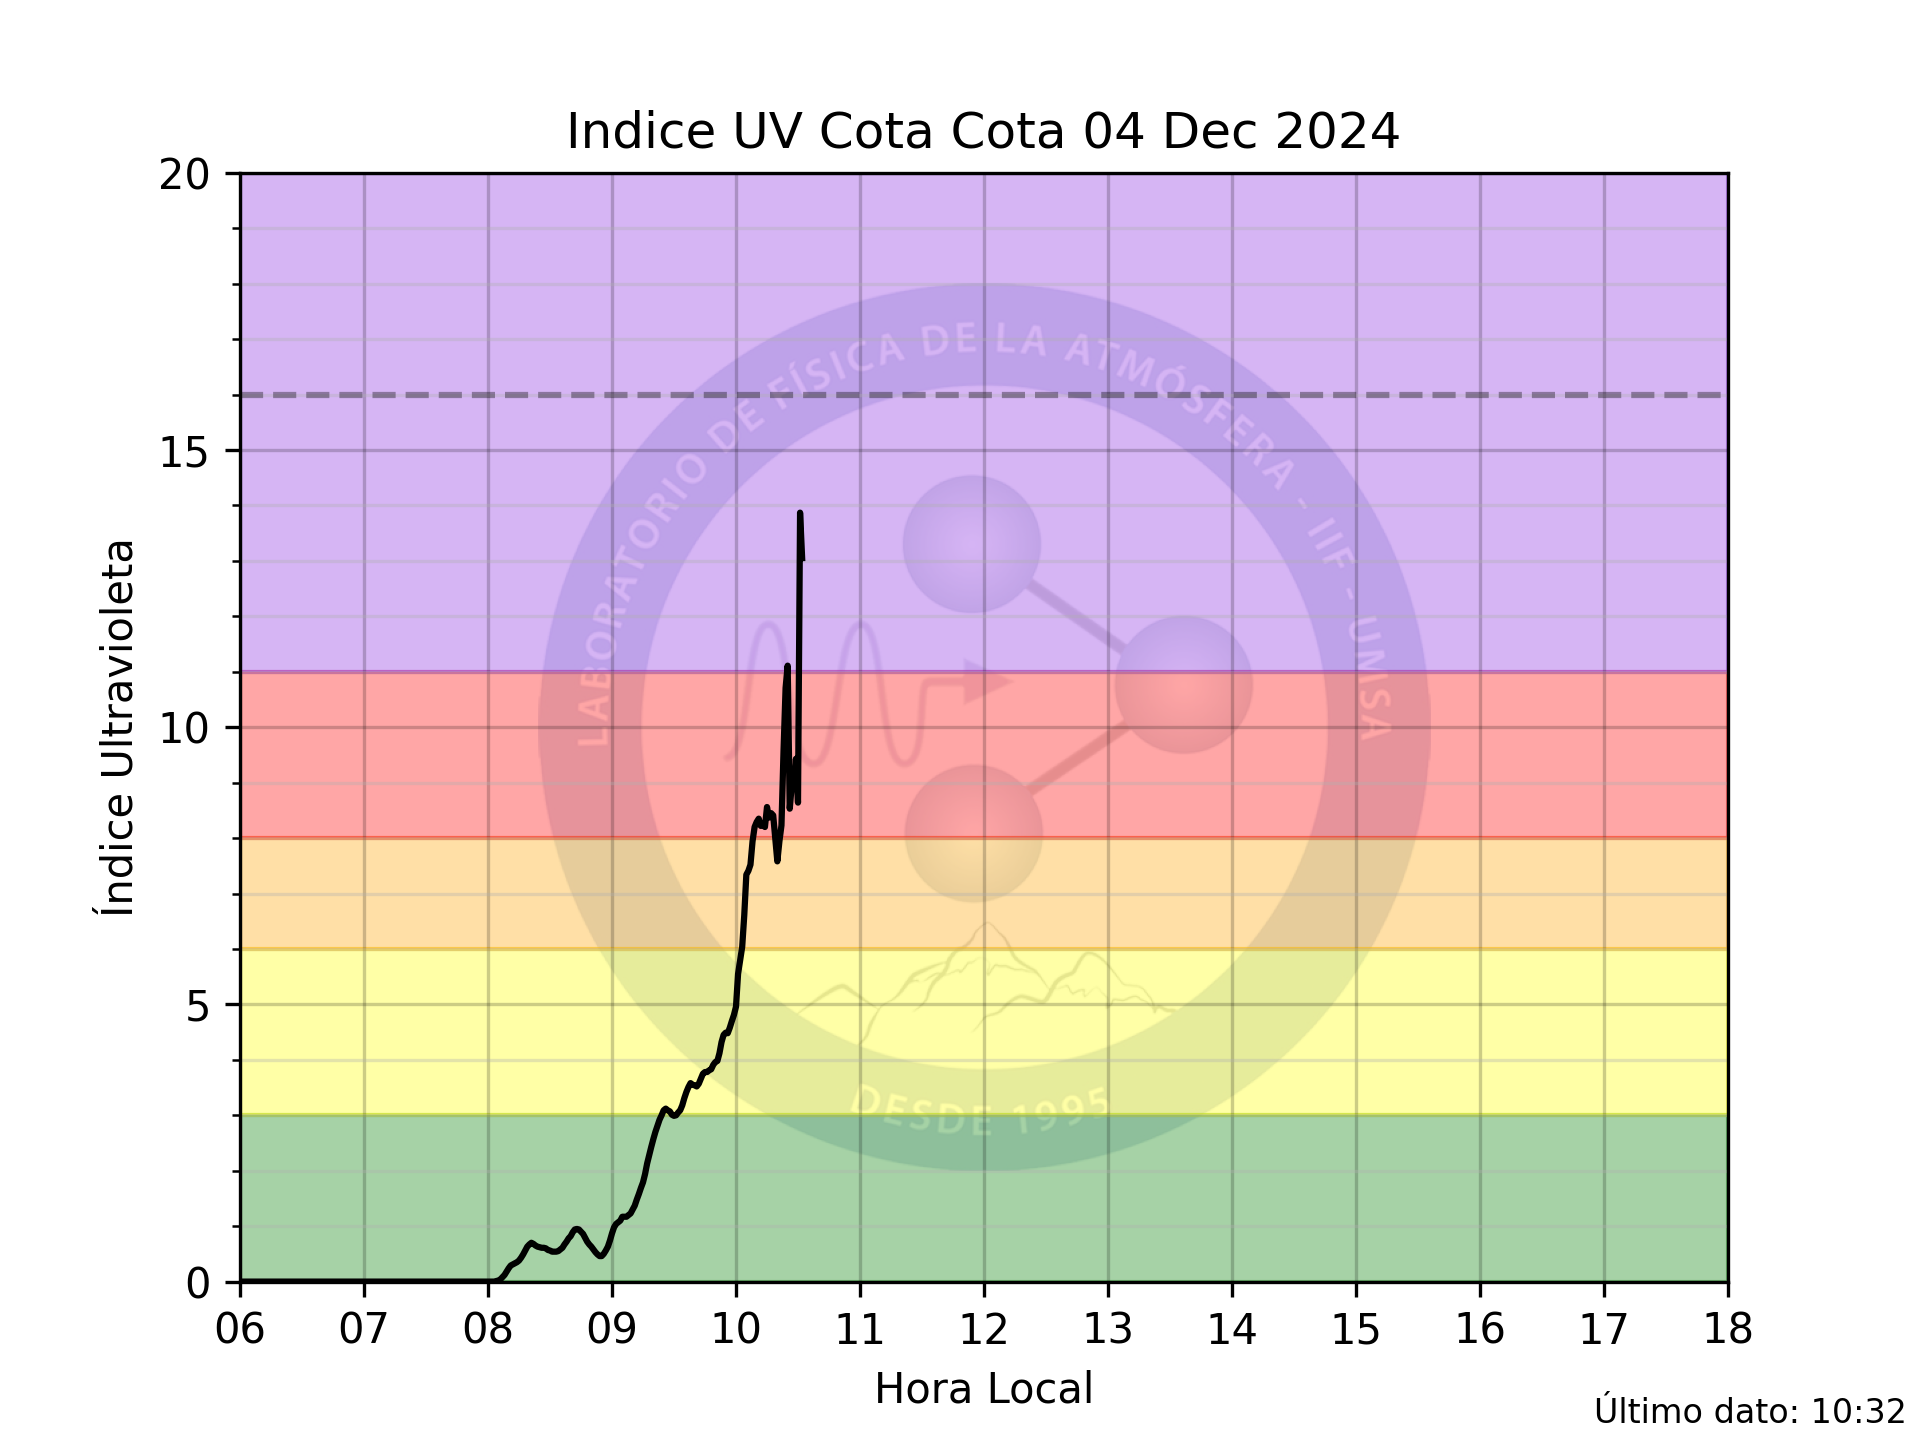 Indice UV Cota Cota 04 Dec 2024
Índice Ultravioleta
20
15
10
5
0
LABORATORIO DE FÍSICA DE LA ATMÓSFERA - IIF - UMSA
DESDE 1995
06 07 08 09 10 11 12 13 14 15 16 17 18
Hora Local
Último dato: 10:32